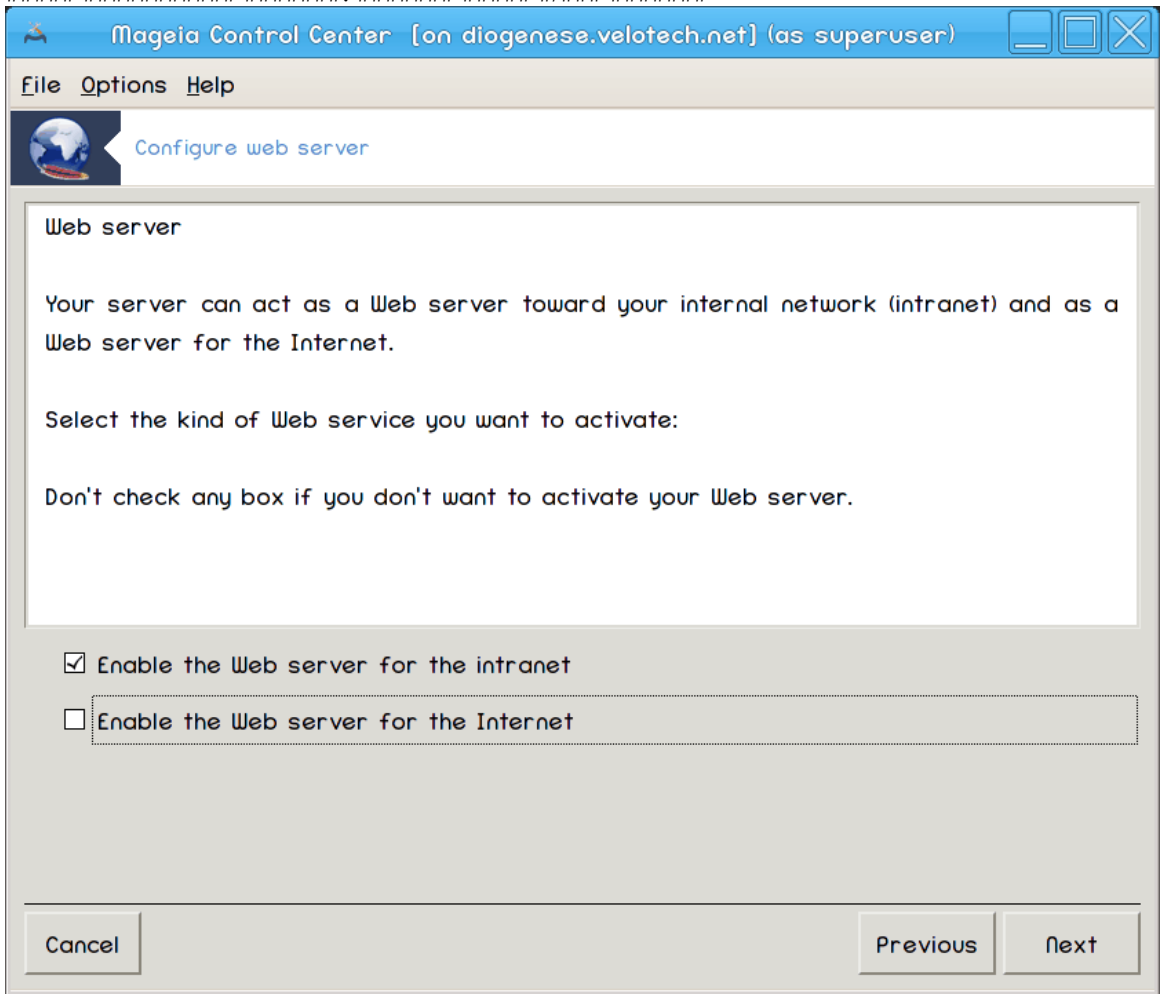 Mageia Control Center [on diogenese.velotech.net] (as superuser)
File Options Help
Configure web server
Web server
Your server can act as a Web server toward your internal network (intranet) and as a
Web server for the Internet.
Select the kind of Web service you want to activate:
Don't check any box if you don't want to activate your Web server.
Enable the Web server for the intranet
Enable the Web server for the Internet
Cancel Previous Next